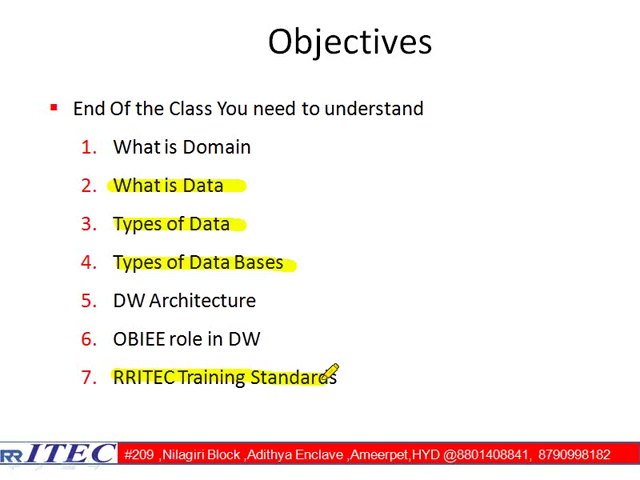 Objectives
End Of the Class You need to understand
1. What is Domain
2. What is Data
3. Types of Data
4. Types of Data Bases
5. DW Architecture
6. OBIEE role in DW
7. RRITEC Training Standards
RR ITEC #209 ,Nilagiri Block ,Adithya Enclave ,Ameerpet,HYD @8801408841, 8790998182